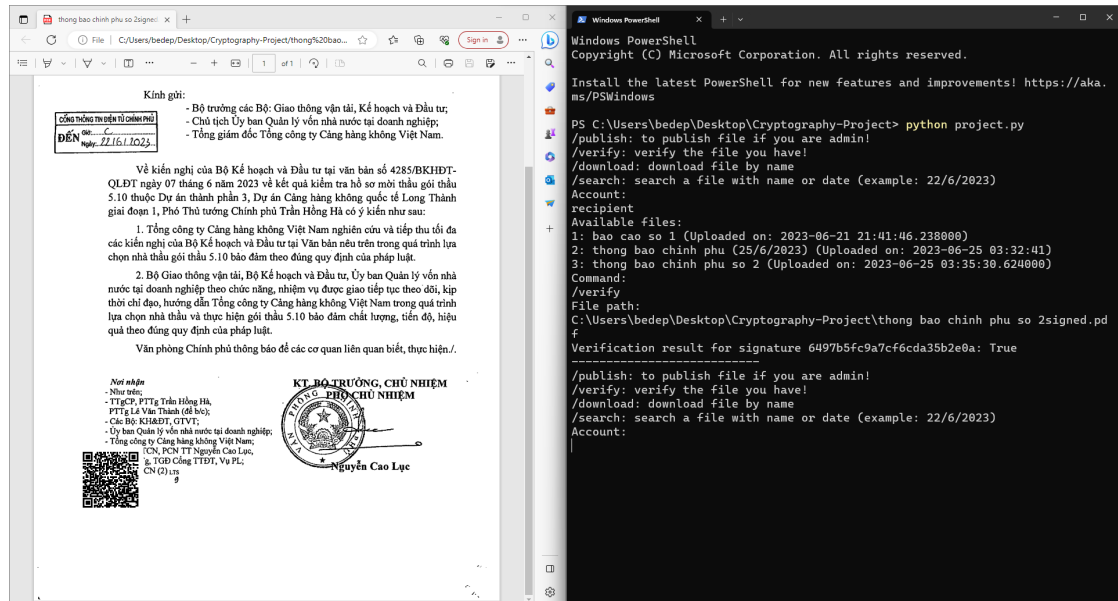 thong bao chinh phu so 2signed
File
C:/Users/bedep/Desktop/Cryptography-Project/thong%20bao...
Sign in
1 of 1
Kính gửi:
- Bộ trưởng các Bộ: Giao thông vận tải, Kế hoạch và Đầu tư;
- Chủ tịch Ủy ban Quản lý vốn nhà nước tại doanh nghiệp;
- Tổng giám đốc Tổng công ty Cảng hàng không Việt Nam.
CỔNG THÔNG TIN ĐIỆN TỬ CHÍNH PHỦ
ĐẾN Giờ: C
Ngày: 22/6/2023
Về kiến nghị của Bộ Kế hoạch và Đầu tư tại văn bản số 4285/BKHĐT-
QLĐT ngày 07 tháng 6 năm 2023 về kết quả kiểm tra hồ sơ mời thầu gói thầu
5.10 thuộc Dự án thành phần 3, Dự án Cảng hàng không quốc tế Long Thành
giai đoạn 1, Phó Thủ tướng Chính phủ Trần Hồng Hà có ý kiến như sau:
1. Tổng công ty Cảng hàng không Việt Nam nghiên cứu và tiếp thu tối đa
các kiến nghị của Bộ Kế hoạch và Đầu tư tại Văn bản nêu trên trong quá trình lựa
chọn nhà thầu gói thầu 5.10 bảo đảm theo đúng quy định của pháp luật.
2. Bộ Giao thông vận tải, Bộ Kế hoạch và Đầu tư, Ủy ban Quản lý vốn nhà
nước tại doanh nghiệp theo chức năng, nhiệm vụ được giao tiếp tục theo dõi, kịp
thời chỉ đạo, hướng dẫn Tổng công ty Cảng hàng không Việt Nam trong quá trình
lựa chọn nhà thầu và thực hiện gói thầu 5.10 bảo đảm chất lượng, tiến độ, hiệu
quả theo đúng quy định của pháp luật.
Văn phòng Chính phủ thông báo để các cơ quan liên quan biết, thực hiện./.
Nơi nhận
- Như trên;
- TTgCP, PTTg Trần Hồng Hà,
PTTg Lê Văn Thành (để b/c);
- Các Bộ: KH&ĐT, GTVT;
- Ủy ban Quản lý vốn nhà nước tại doanh nghiệp;
- Tổng công ty Cảng hàng không Việt Nam;
TCN, PCN TT Nguyễn Cao Lục,
g, TGĐ Cổng TTĐT, Vụ PL;
CN (2) LTS
KT. BỘ TRƯỞNG, CHỦ NHIỆM
PHÓ CHỦ NHIỆM
Nguyễn Cao Lục
Windows PowerShell
Windows PowerShell
Copyright (C) Microsoft Corporation. All rights reserved.
Install the latest PowerShell for new features and improvements! https://aka.
ms/PSWindows
PS C:\Users\bedep\Desktop\Cryptography-Project> python project.py
/publish: to publish file if you are admin!
/verify: verify the file you have!
/download: download file by name
/search: search a file with name or date (example: 22/6/2023)
Account:
recipient
Available files:
1: bao cao so 1 (Uploaded on: 2023-06-21 21:41:46.238000)
2: thong bao chinh phu (25/6/2023) (Uploaded on: 2023-06-25 03:32:41)
3: thong bao chinh phu so 2 (Uploaded on: 2023-06-25 03:35:30.624000)
Command:
/verify
File path:
C:\Users\bedep\Desktop\Cryptography-Project\thong bao chinh phu so 2signed.pd
f
Verification result for signature 6497b5fc9a7cf6cda35b2e0a: True
---------------------------
/publish: to publish file if you are admin!
/verify: verify the file you have!
/download: download file by name
/search: search a file with name or date (example: 22/6/2023)
Account: